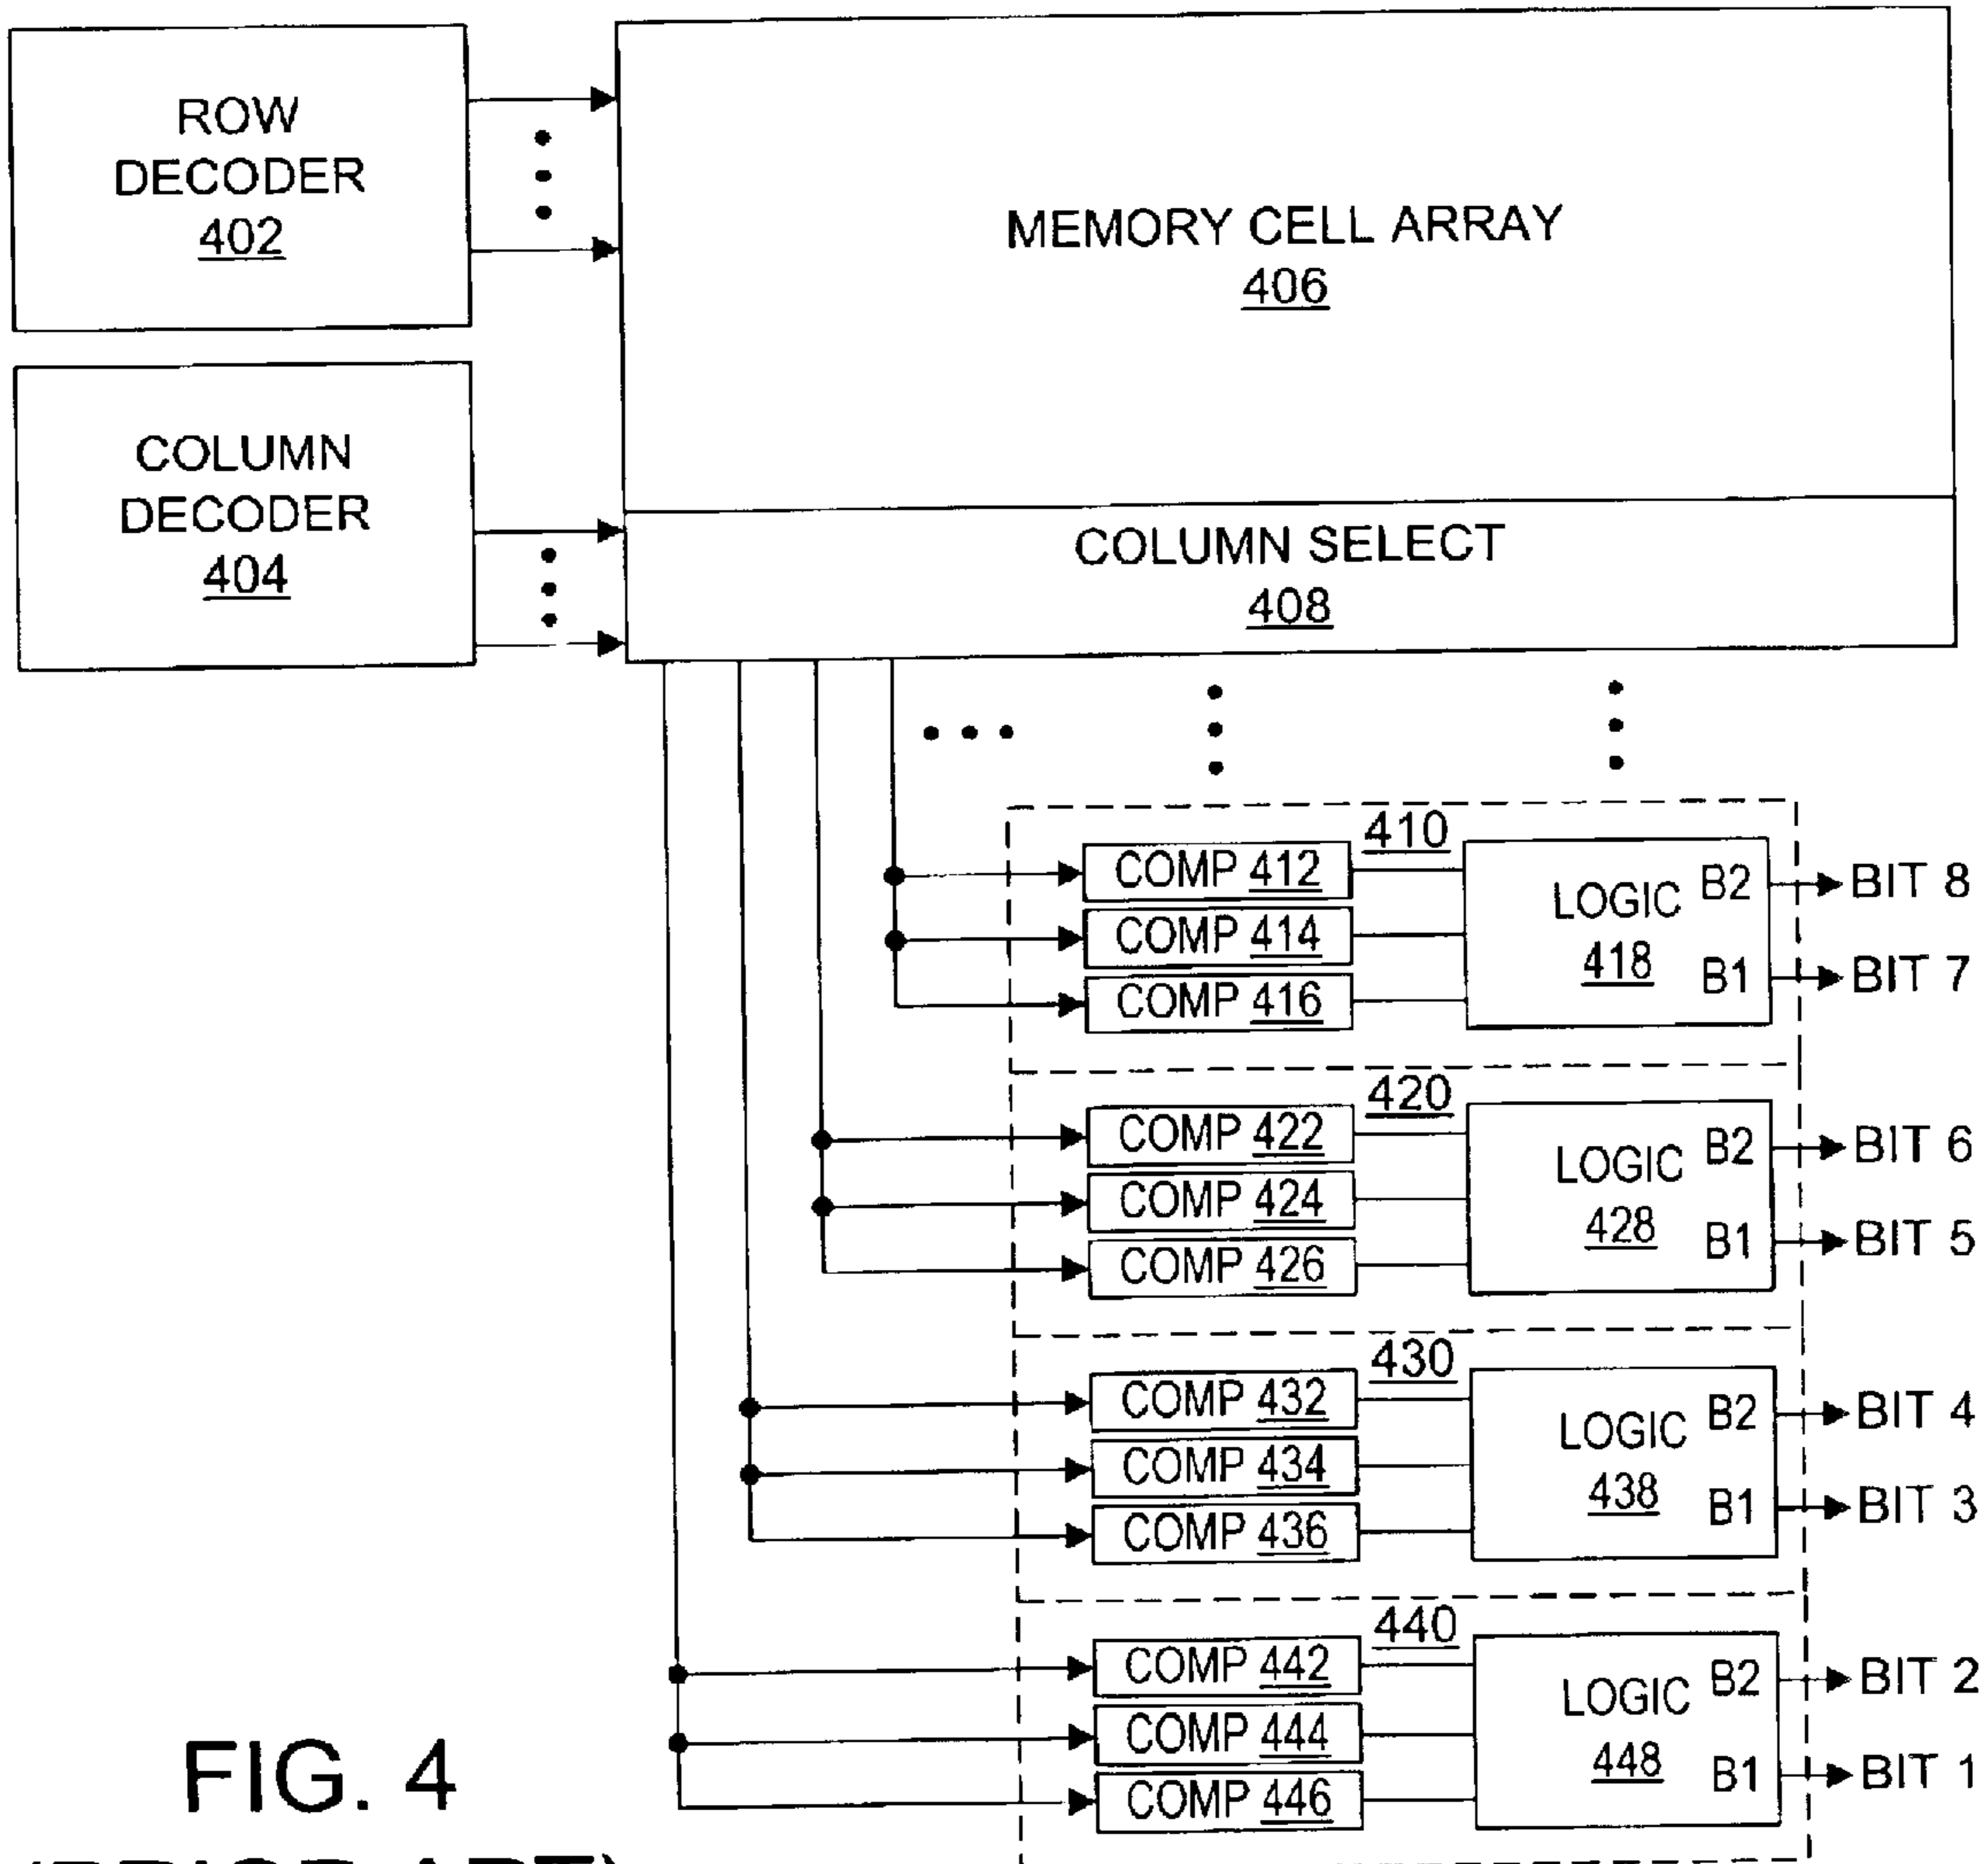 ROW
DECODER
402
COLUMN
DECODER
404
MEMORY CELL ARRAY
406
COLUMN SELECT
408
410
COMP 412
COMP 414
COMP 416
LOGIC
418
B2
B1
BIT 8
BIT 7
420
COMP 422
COMP 424
COMP 426
LOGIC
428
B2
B1
BIT 6
BIT 5
430
COMP 432
COMP 434
COMP 436
LOGIC
438
B2
B1
BIT 4
BIT 3
440
COMP 442
COMP 444
COMP 446
LOGIC
448
B2
B1
BIT 2
BIT 1
FIG. 4
(PRIOR ART)